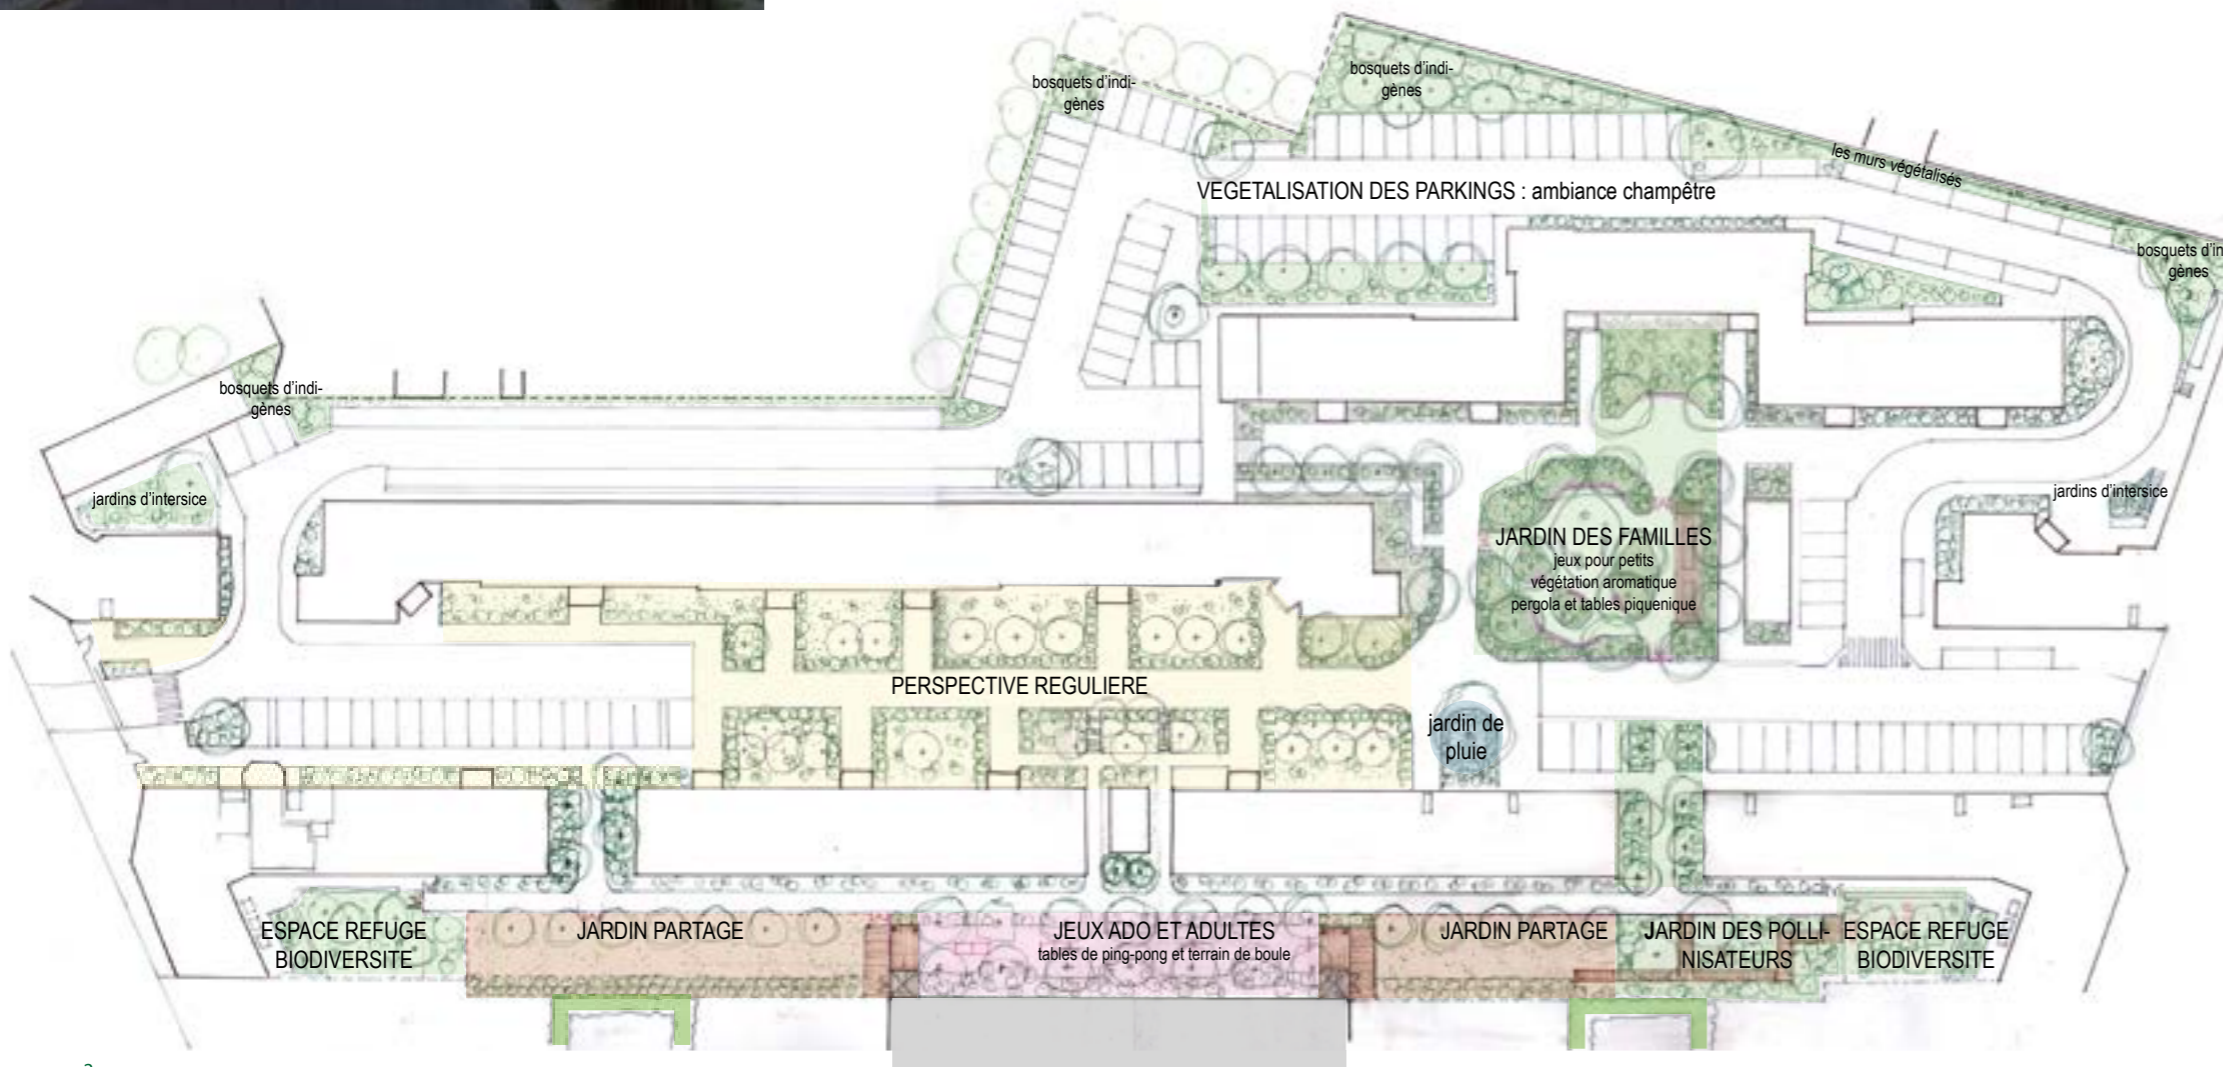 bosquets d'indi-
gènes
bosquets d'indi-
gènes
les murs végétalisés
VEGETALISATION DES PARKINGS : ambiance champêtre
bosquets d'in
gènes
bosquets d'indi-
gènes
jardins d'intersice
jardins d'intersice
JARDIN DES FAMILLES
jeux pour petits
végétation aromatique
pergola et tables piquenique
PERSPECTIVE REGULIERE
jardin de
pluie
ESPACE REFUGE
BIODIVERSITE
JARDIN PARTAGE
JEUX ADO ET ADULTES
tables de ping-pong et terrain de boule
JARDIN PARTAGE
JARDIN DES POLLI-
NISATEURS
ESPACE REFUGE
BIODIVERSITE